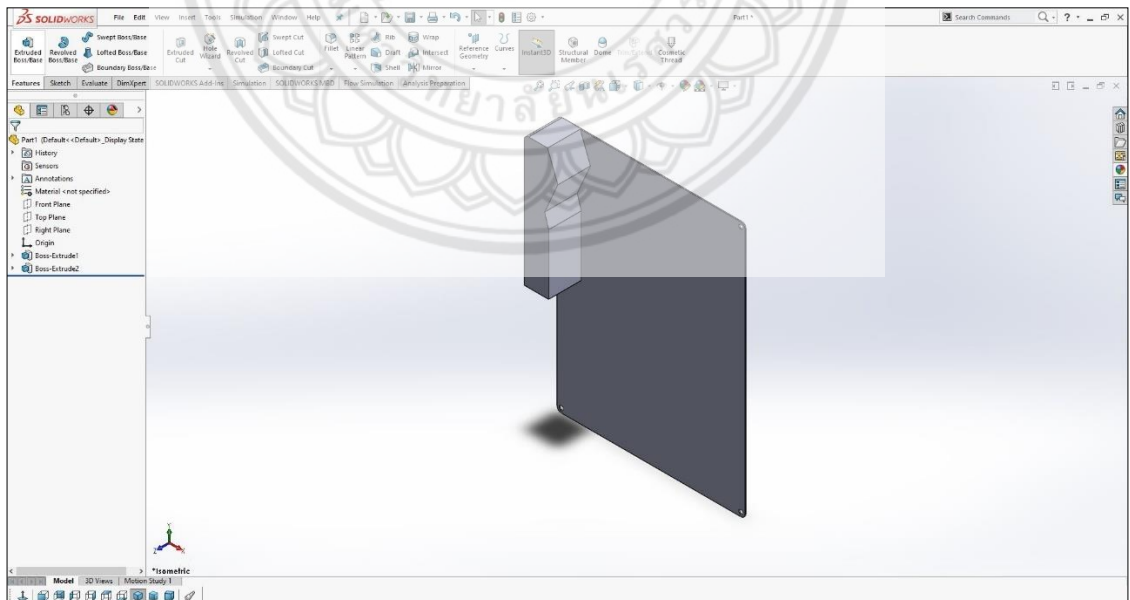 SOLIDWORKS File Edit View Insert Tools Simulation Window Help Part1 * Search Commands
Extruded Boss/Base Revolved Boss/Base Swept Boss/Base Lofted Boss/Base Boundary Boss/Base Extruded Cut Hole Wizard Revolved Cut Swept Cut Lofted Cut Boundary Cut Fillet Linear Pattern Rib Draft Shell Wrap Intersect Mirror Reference Geometry Curves Instant3D Structural Member Dome Cosmetic Thread
Features Sketch Evaluate DimXpert SOLIDWORKS Add-Ins Simulation SOLIDWORKS MBD Flow Simulation Analysis Preparation
Part1 (Default<<Default>_Display State
History
Sensors
Annotations
Material <not specified>
Front Plane
Top Plane
Right Plane
Origin
Boss-Extrude1
Boss-Extrude2
*Isometric
Model 3D Views Motion Study 1